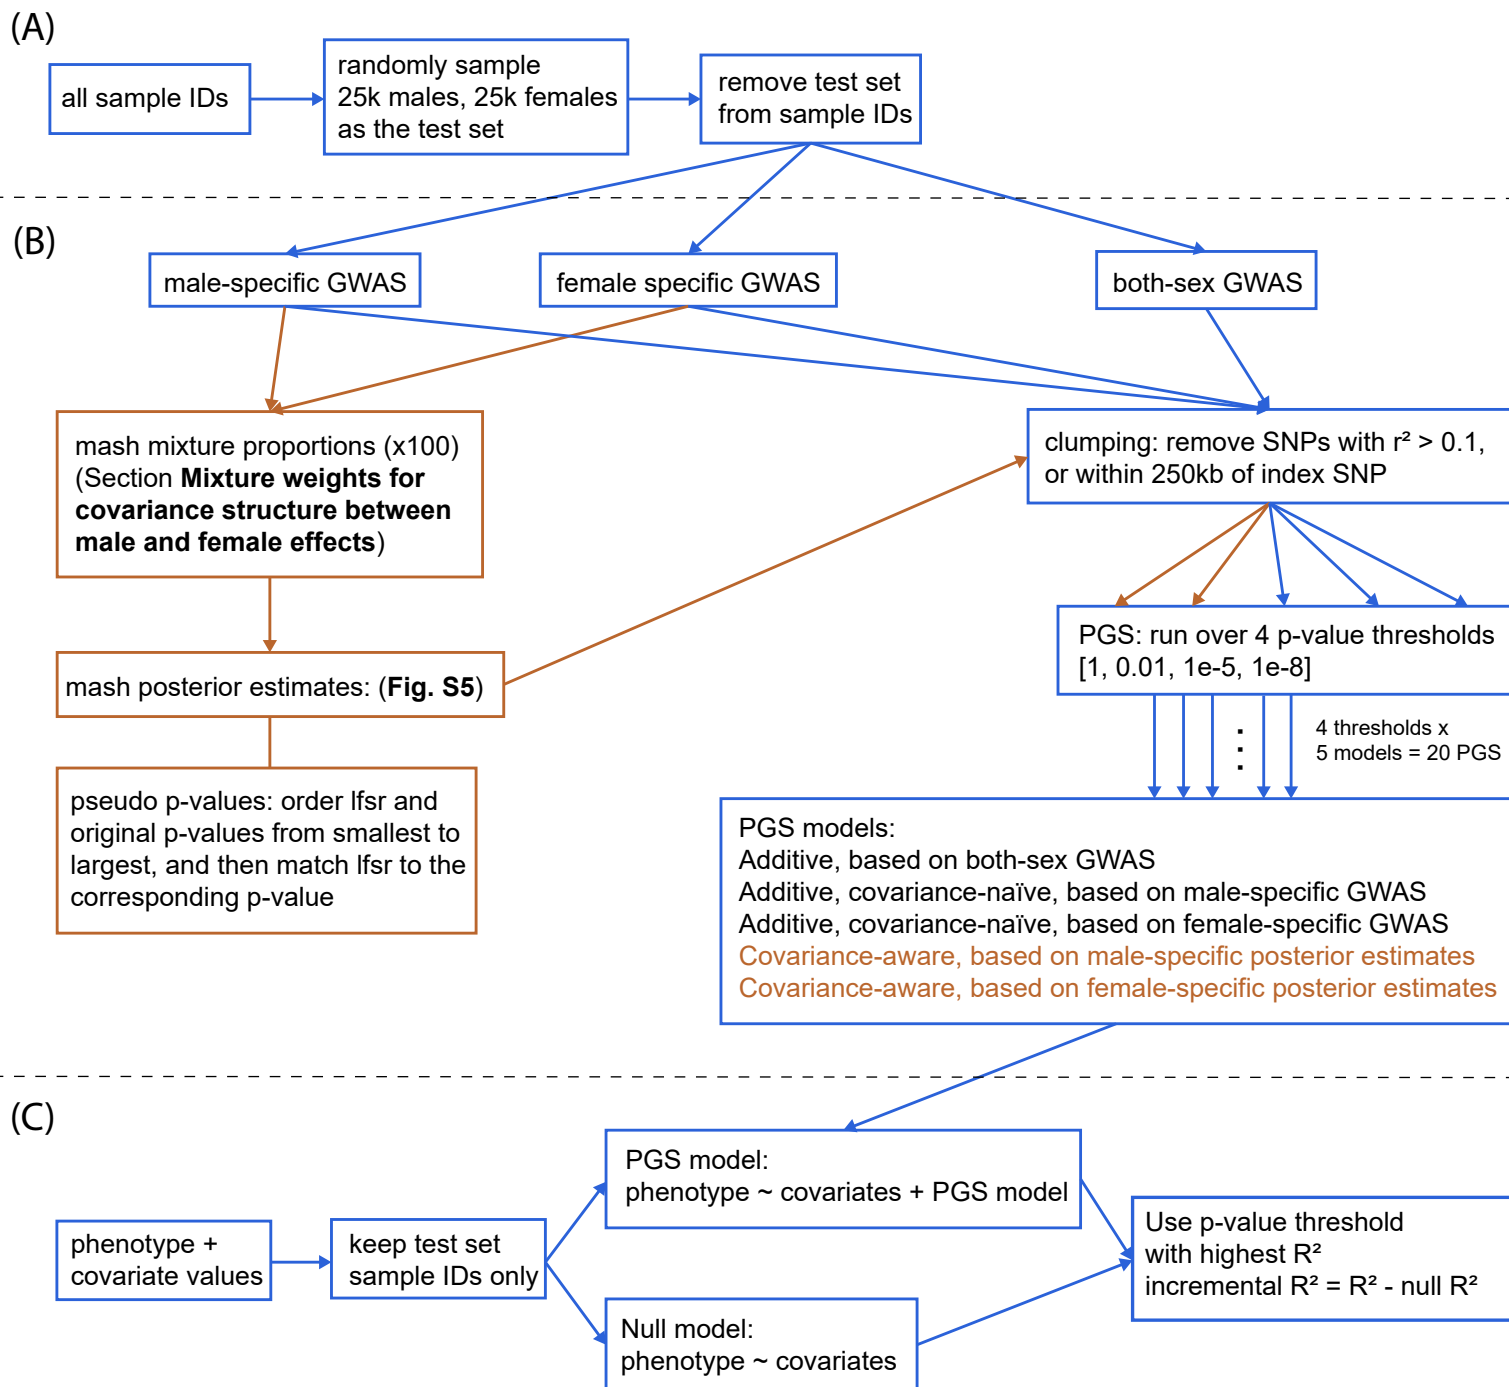 (A)
all sample IDs
randomly sample
25k males, 25k females
as the test set
remove test set
from sample IDs
(B)
male-specific GWAS
female specific GWAS
both-sex GWAS
mash mixture proportions (x100)
(Section Mixture weights for
covariance structure between
male and female effects)
clumping: remove SNPs with r² > 0.1,
or within 250kb of index SNP
mash posterior estimates: (Fig. S5)
PGS: run over 4 p-value thresholds
[1, 0.01, 1e-5, 1e-8]
4 thresholds x
5 models = 20 PGS
pseudo p-values: order lfsr and
original p-values from smallest to
largest, and then match lfsr to the
corresponding p-value
PGS models:
Additive, based on both-sex GWAS
Additive, covariance-naïve, based on male-specific GWAS
Additive, covariance-naïve, based on female-specific GWAS
Covariance-aware, based on male-specific posterior estimates
Covariance-aware, based on female-specific posterior estimates
(C)
phenotype +
covariate values
keep test set
sample IDs only
PGS model:
phenotype ~ covariates + PGS model
Null model:
phenotype ~ covariates
Use p-value threshold
with highest R²
incremental R² = R² - null R²